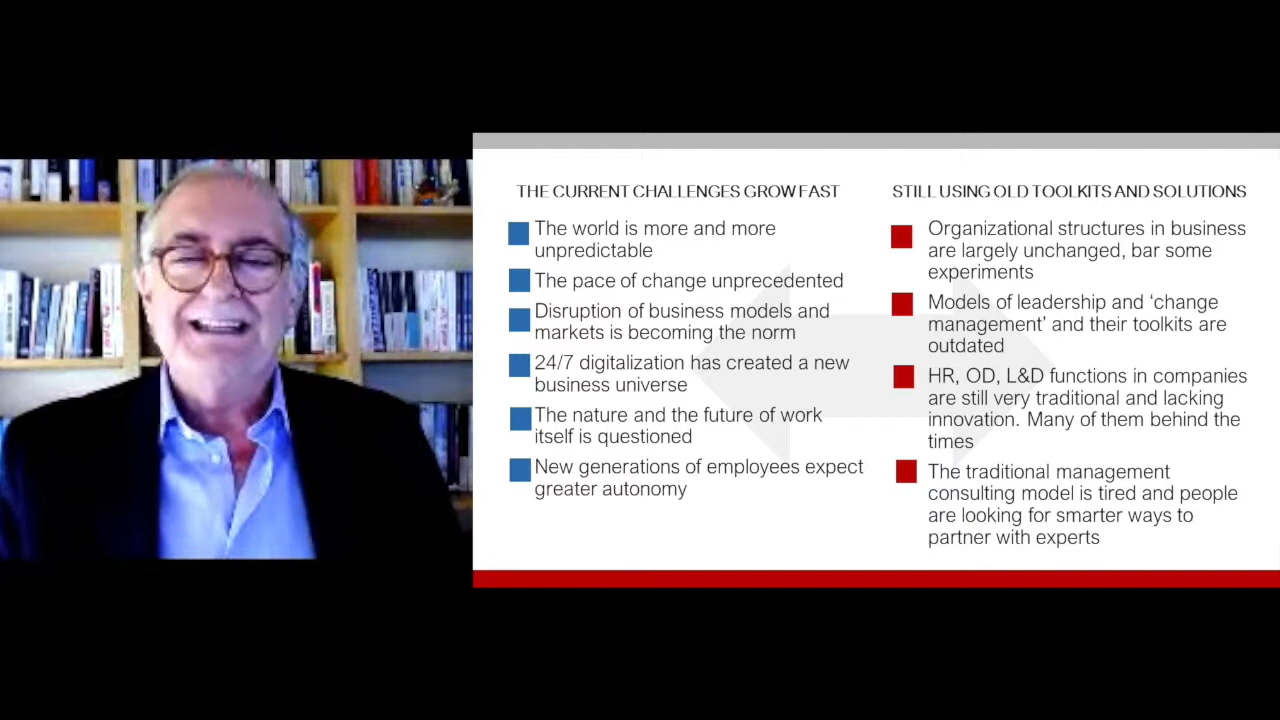 THE CURRENT CHALLENGES GROW FAST
The world is more and more
unpredictable
The pace of change unprecedented
Disruption of business models and
markets is becoming the norm
24/7 digitalization has created a new
business universe
The nature and the future of work
itself is questioned
New generations of employees expect
greater autonomy
STILL USING OLD TOOLKITS AND SOLUTIONS
Organizational structures in business
are largely unchanged, bar some
experiments
Models of leadership and ‘change
management’ and their toolkits are
outdated
HR, OD, L&D functions in companies
are still very traditional and lacking
innovation. Many of them behind the
times
The traditional management
consulting model is tired and people
are looking for smarter ways to
partner with experts